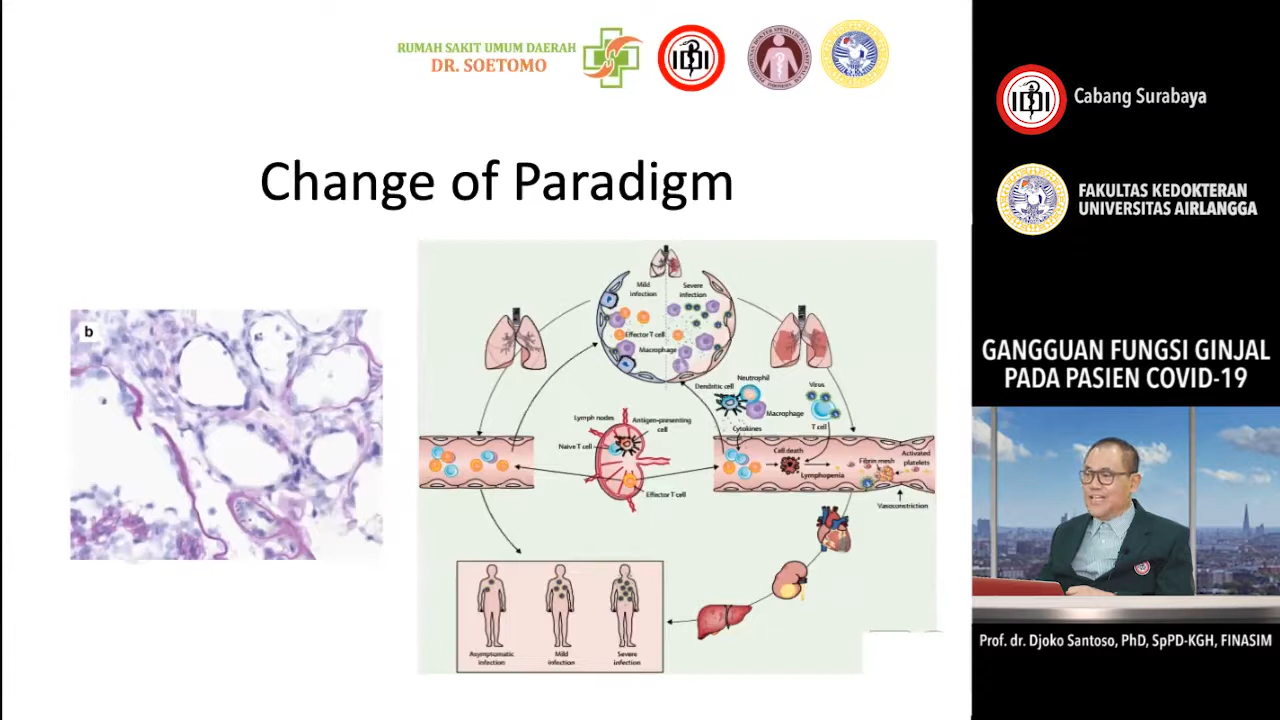 RUMAH SAKIT UMUM DAERAH
DR. SOETOMO
IDI
Change of Paradigm
b
Mild
infection
Severe
infection
Effector T cell
Macrophage
Dendritic cell
Neutrophil
Virus
Macrophage
Cytokines
T cell
Lymph nodes
Antigen-presenting
cell
Naive T cell
Effector T cell
Cell death
Lymphopenia
Fibrin mesh
Activated
platelets
Vasoconstriction
Asymptomatic
infection
Mild
infection
Severe
infection
IDI
Cabang Surabaya
FAKULTAS KEDOKTERAN
UNIVERSITAS AIRLANGGA
GANGGUAN FUNGSI GINJAL
PADA PASIEN COVID-19
Prof. dr. Djoko Santoso, PhD, SpPD-KGH, FINASIM